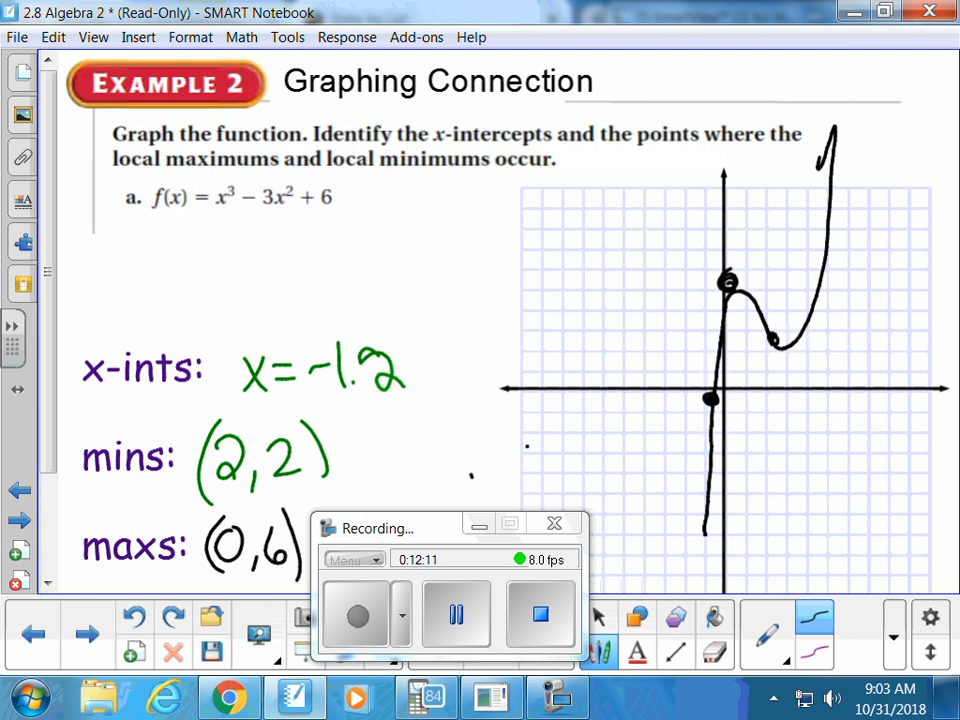 2.8 Algebra 2 * (Read-Only) - SMART Notebook
File Edit View Insert Format Math Tools Response Add-ons Help
EXAMPLE 2 Graphing Connection
Graph the function. Identify the x-intercepts and the points where the
local maximums and local minimums occur.
a. f(x) = x³ − 3x² + 6
x-ints: x = -1.2
mins: (2,2)
maxs: (0,6)
Recording...
Menu 0:12:11 8.0 fps
A
84
9:03 AM
10/31/2018